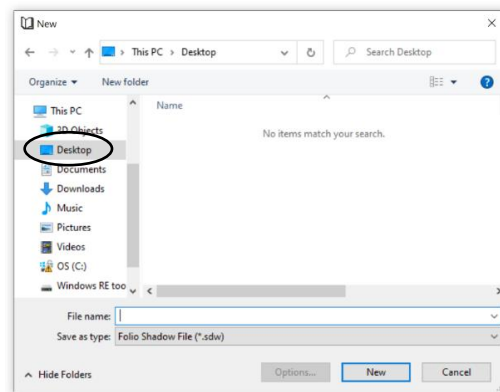 New
This PC > Desktop
Search Desktop
Organize
New folder
This PC
Name
3D Objects
No items match your search.
Desktop
Documents
Downloads
Music
Pictures
Videos
OS (C:)
Windows RE too
File name:
Save as type: Folio Shadow File (*.sdw)
Hide Folders
Options...
New
Cancel